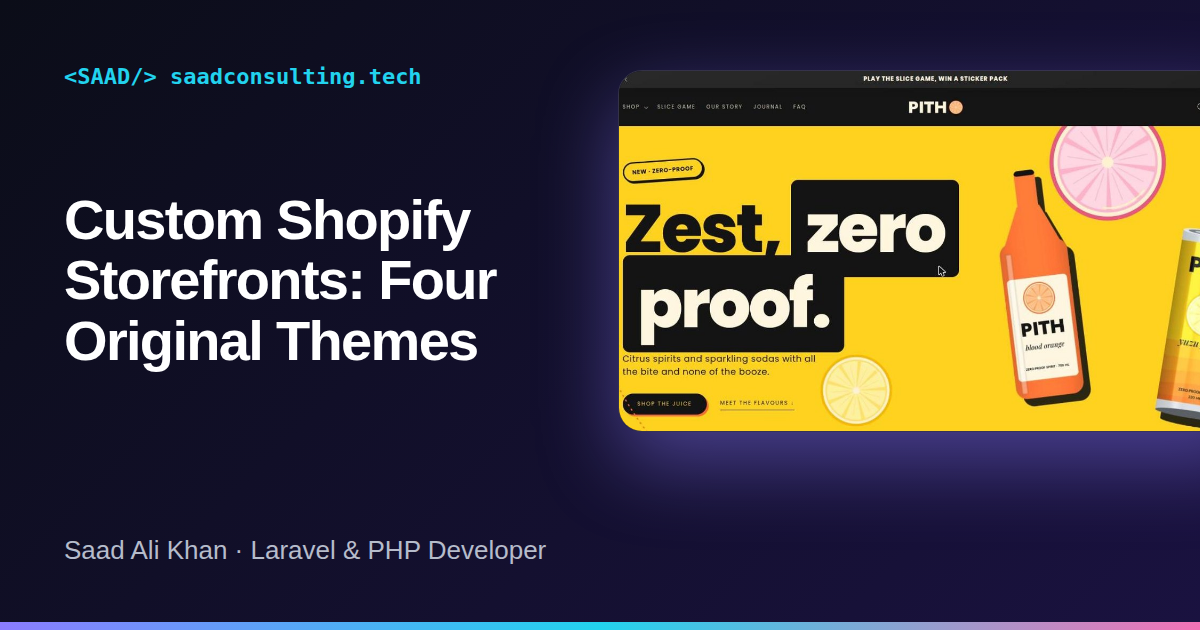 <SAAD/> saadconsulting.tech
Custom Shopify
Storefronts: Four
Original Themes
Saad Ali Khan · Laravel & PHP Developer
PLAY THE SLICE GAME, WIN A STICKER PACK
SHOP SLICE GAME OUR STORY JOURNAL FAQ
PITH
NEW · ZERO-PROOF
Zest, zero
proof.
Citrus spirits and sparkling sodas with all
the bite and none of the booze.
SHOP THE JUICE MEET THE FLAVOURS
PITH
blood orange